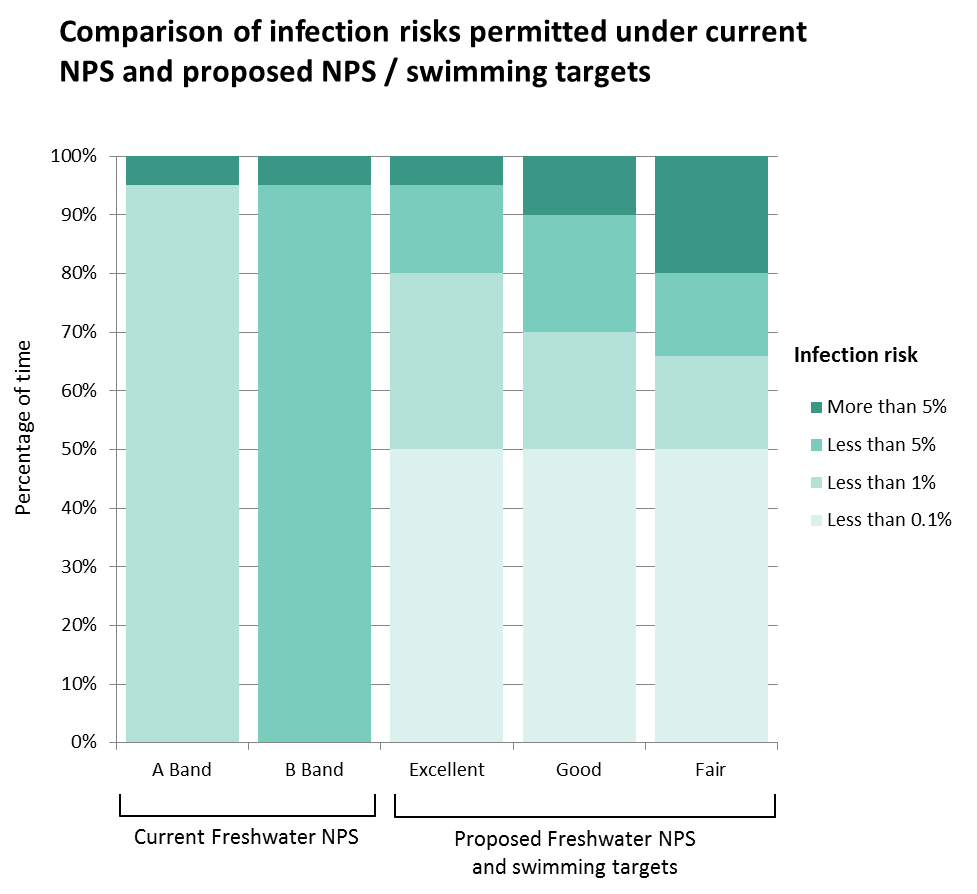 Comparison of infection risks permitted under current
NPS and proposed NPS / swimming targets
100%
90%
80%
70%
60%
50%
40%
30%
20%
10%
0%
Percentage of time
Infection risk
More than 5%
Less than 5%
Less than 1%
Less than 0.1%
A Band
B Band
Excellent
Good
Fair
Current Freshwater NPS
Proposed Freshwater NPS
and swimming targets